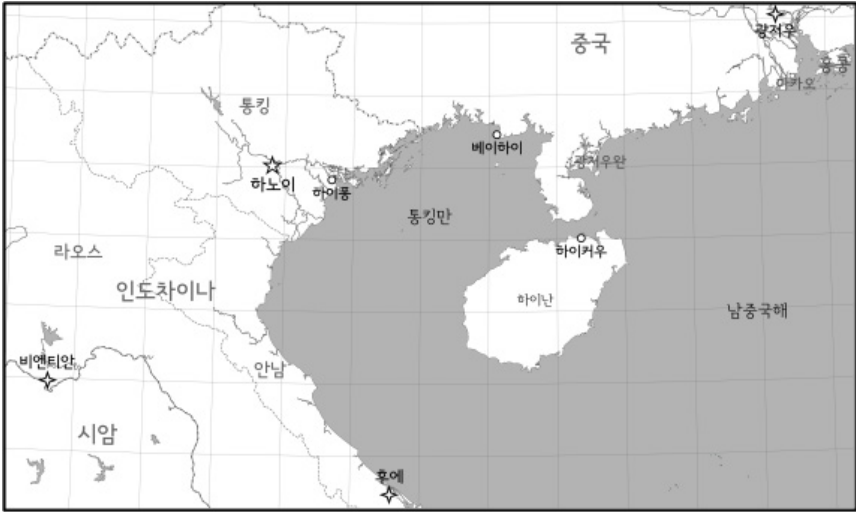 광저우
중국
홍콩
마카오
통킹
베이하이
광저우완
하노이
하이퐁
통킹만
하이커우
라오스
인도차이나
하이난
남중국해
비엔티안
안남
시암
후에